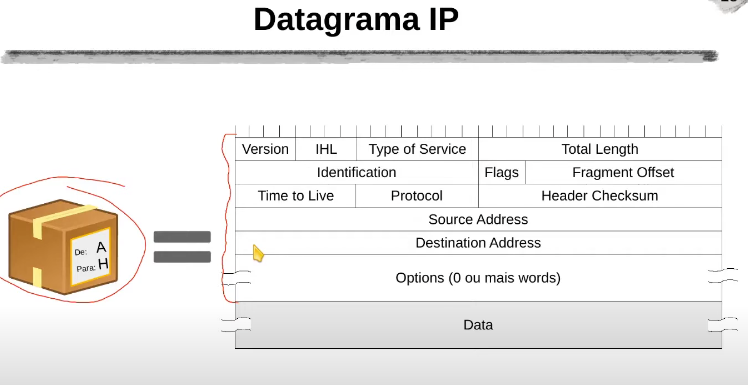 Datagrama IP
Version IHL Type of Service Total Length
Identification Flags Fragment Offset
Time to Live Protocol Header Checksum
Source Address
Destination Address
De: A
Para: H
Options (0 ou mais words)
Data